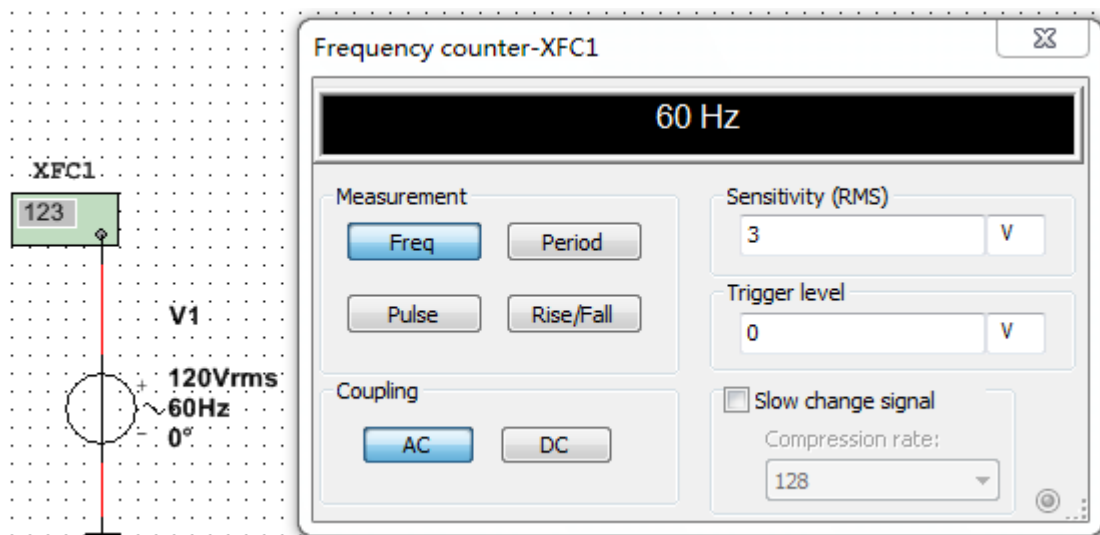 Frequency counter-XFC1
60 Hz
XFC1
123
V1
120Vrms
60Hz
0°
Measurement
Freq
Period
Pulse
Rise/Fall
Coupling
AC
DC
Sensitivity (RMS)
3
V
Trigger level
0
V
Slow change signal
Compression rate:
128